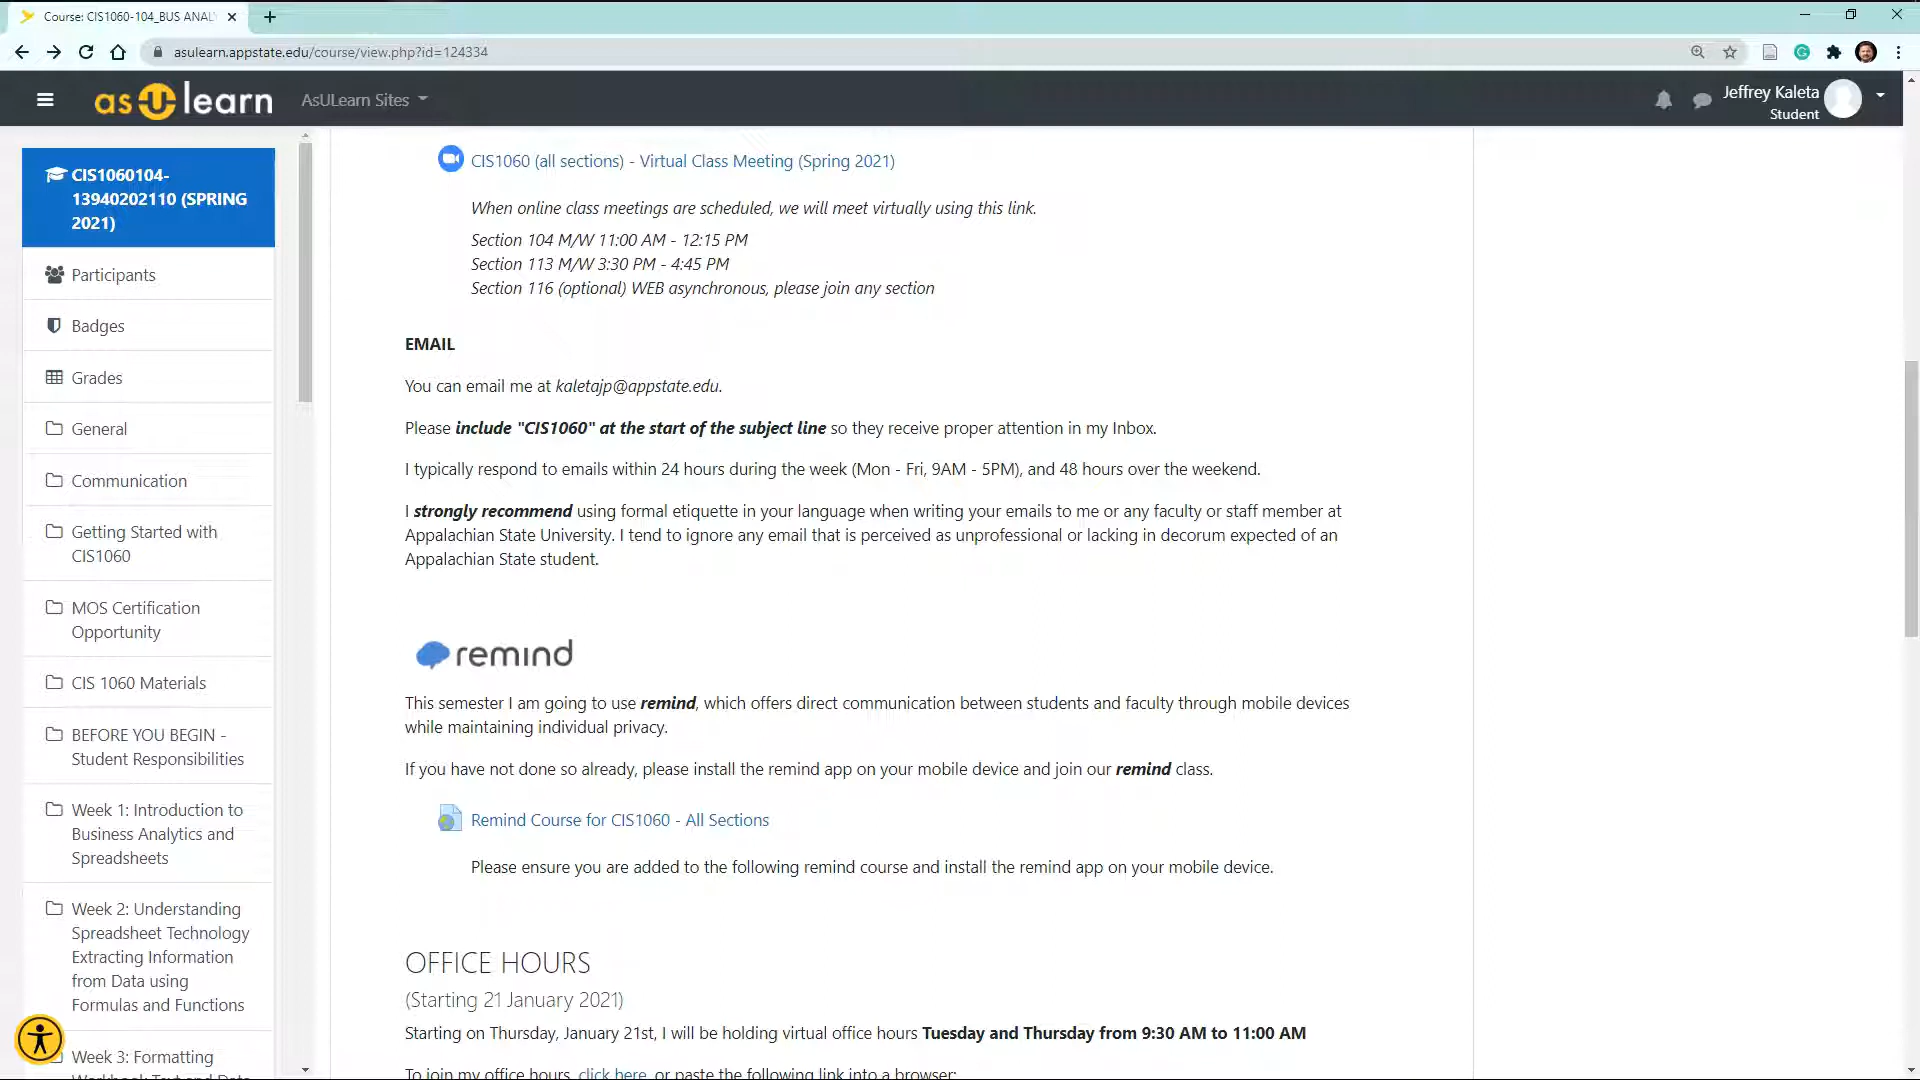 Course: CIS1060-104_BUS ANAL
asulearn.appstate.edu/course/view.php?id=124334
asULearn
AsULearn Sites
Jeffrey Kaleta
Student
CIS1060104-
13940202110 (SPRING
2021)
Participants
Badges
Grades
General
Communication
Getting Started with
CIS1060
MOS Certification
Opportunity
CIS 1060 Materials
BEFORE YOU BEGIN -
Student Responsibilities
Week 1: Introduction to
Business Analytics and
Spreadsheets
Week 2: Understanding
Spreadsheet Technology
Extracting Information
from Data using
Formulas and Functions
Week 3: Formatting
Workbook Text and Data
CIS1060 (all sections) - Virtual Class Meeting (Spring 2021)
When online class meetings are scheduled, we will meet virtually using this link.
Section 104 M/W 11:00 AM - 12:15 PM
Section 113 M/W 3:30 PM - 4:45 PM
Section 116 (optional) WEB asynchronous, please join any section
EMAIL
You can email me at kaletajp@appstate.edu.
Please include "CIS1060" at the start of the subject line so they receive proper attention in my Inbox.
I typically respond to emails within 24 hours during the week (Mon - Fri, 9AM - 5PM), and 48 hours over the weekend.
I strongly recommend using formal etiquette in your language when writing your emails to me or any faculty or staff member at
Appalachian State University. I tend to ignore any email that is perceived as unprofessional or lacking in decorum expected of an
Appalachian State student.
remind
This semester I am going to use remind, which offers direct communication between students and faculty through mobile devices
while maintaining individual privacy.
If you have not done so already, please install the remind app on your mobile device and join our remind class.
Remind Course for CIS1060 - All Sections
Please ensure you are added to the following remind course and install the remind app on your mobile device.
OFFICE HOURS
(Starting 21 January 2021)
Starting on Thursday, January 21st, I will be holding virtual office hours Tuesday and Thursday from 9:30 AM to 11:00 AM
To join my office hours, click here, or paste the following link into a browser: